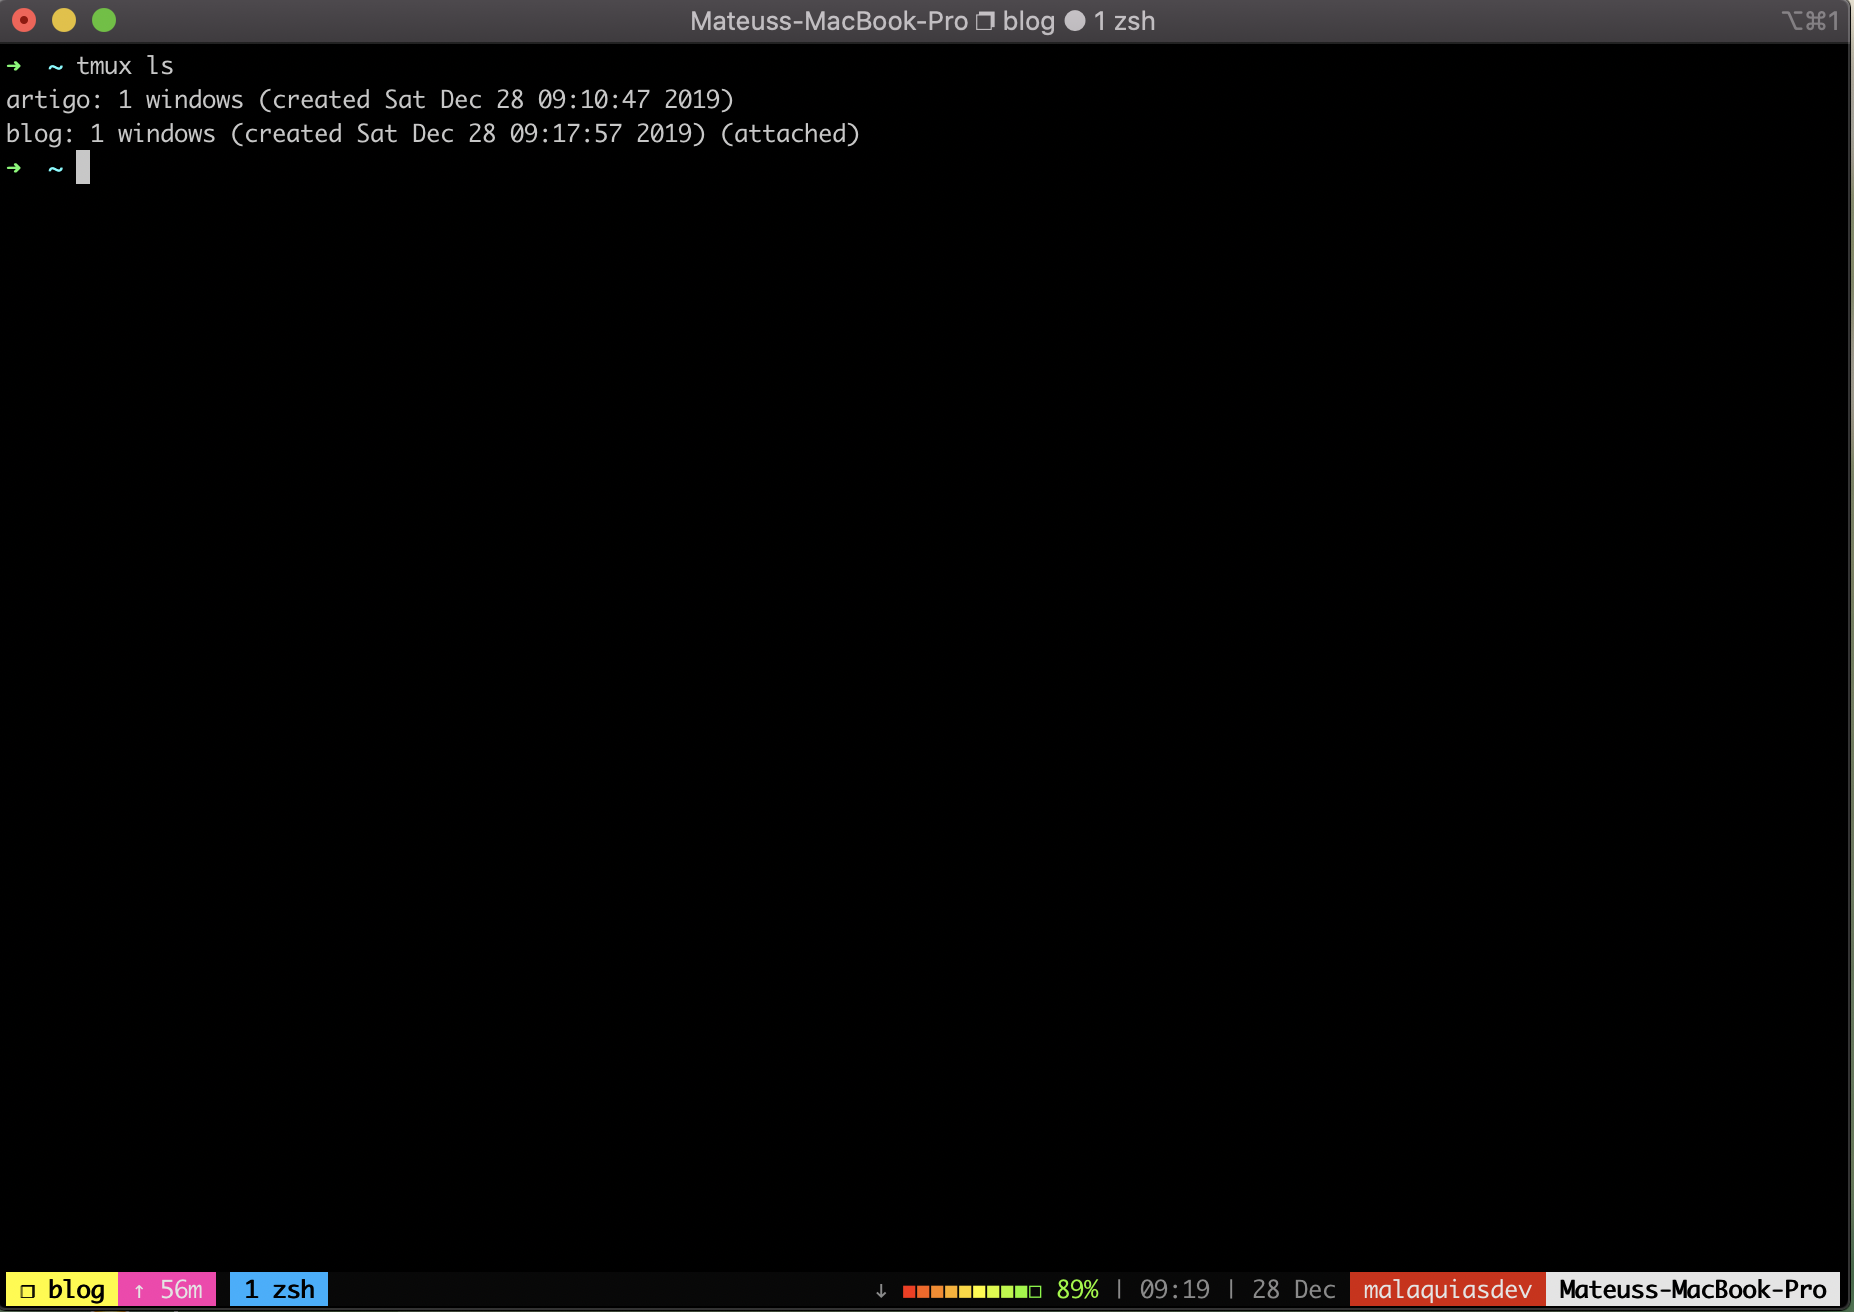 Mateuss-MacBook-Pro ❐ blog ● 1 zsh ⌥⌘1
➜ ~ tmux ls
artigo: 1 windows (created Sat Dec 28 09:10:47 2019)
blog: 1 windows (created Sat Dec 28 09:17:57 2019) (attached)
➜ ~
❐ blog ↑ 56m 1 zsh ↓ 89% | 09:19 | 28 Dec malaquiasdev Mateuss-MacBook-Pro